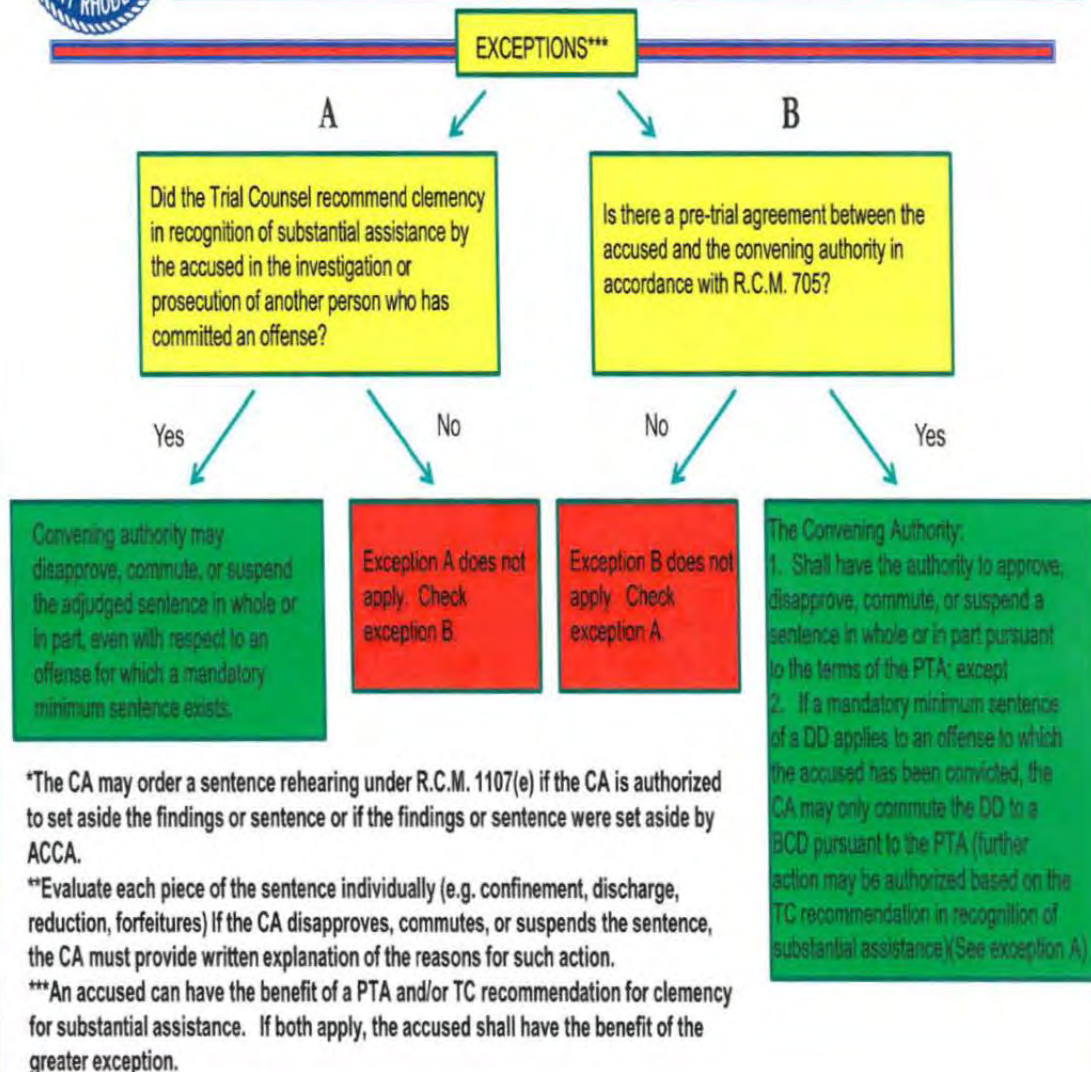 RHODE
EXCEPTIONS***
A
B
Did the Trial Counsel recommend clemency
in recognition of substantial assistance by
the accused in the investigation or
prosecution of another person who has
committed an offense?
Is there a pre-trial agreement between the
accused and the convening authority in
accordance with R.C.M. 705?
Yes
No
No
Yes
Convening authority may
disapprove, commute, or suspend
the adjudged sentence in whole or
in part, even with respect to an
offense for which a mandatory
minimum sentence exists.
Exception A does not
apply. Check
exception B.
Exception B does not
apply. Check
exception A.
The Convening Authority:
1. Shall have the authority to approve,
disapprove, commute, or suspend a
sentence in whole or in part pursuant
to the terms of the PTA; except
2. If a mandatory minimum sentence
of a DD applies to an offense to which
the accused has been convicted, the
CA may only commute the DD to a
BCD pursuant to the PTA (further
action may be authorized based on the
TC recommendation in recognition of
substantial assistance)(See exception A)
*The CA may order a sentence rehearing under R.C.M. 1107(e) if the CA is authorized
to set aside the findings or sentence or if the findings or sentence were set aside by
ACCA.
**Evaluate each piece of the sentence individually (e.g. confinement, discharge,
reduction, forfeitures) If the CA disapproves, commutes, or suspends the sentence,
the CA must provide written explanation of the reasons for such action.
***An accused can have the benefit of a PTA and/or TC recommendation for clemency
for substantial assistance. If both apply, the accused shall have the benefit of the
greater exception.